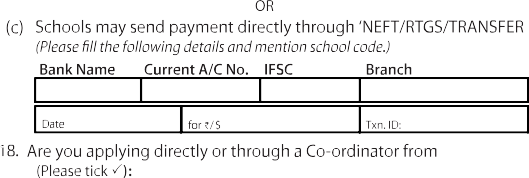 OR
(c) Schools may send payment directly through 'NEFT/RTGS/TRANSFER
(Please fill the following details and mention school code.)
Bank Name Current A/C No. IFSC Branch
Date for ₹/$ Txn. ID:
18. Are you applying directly or through a Co-ordinator from
(Please tick ✓):